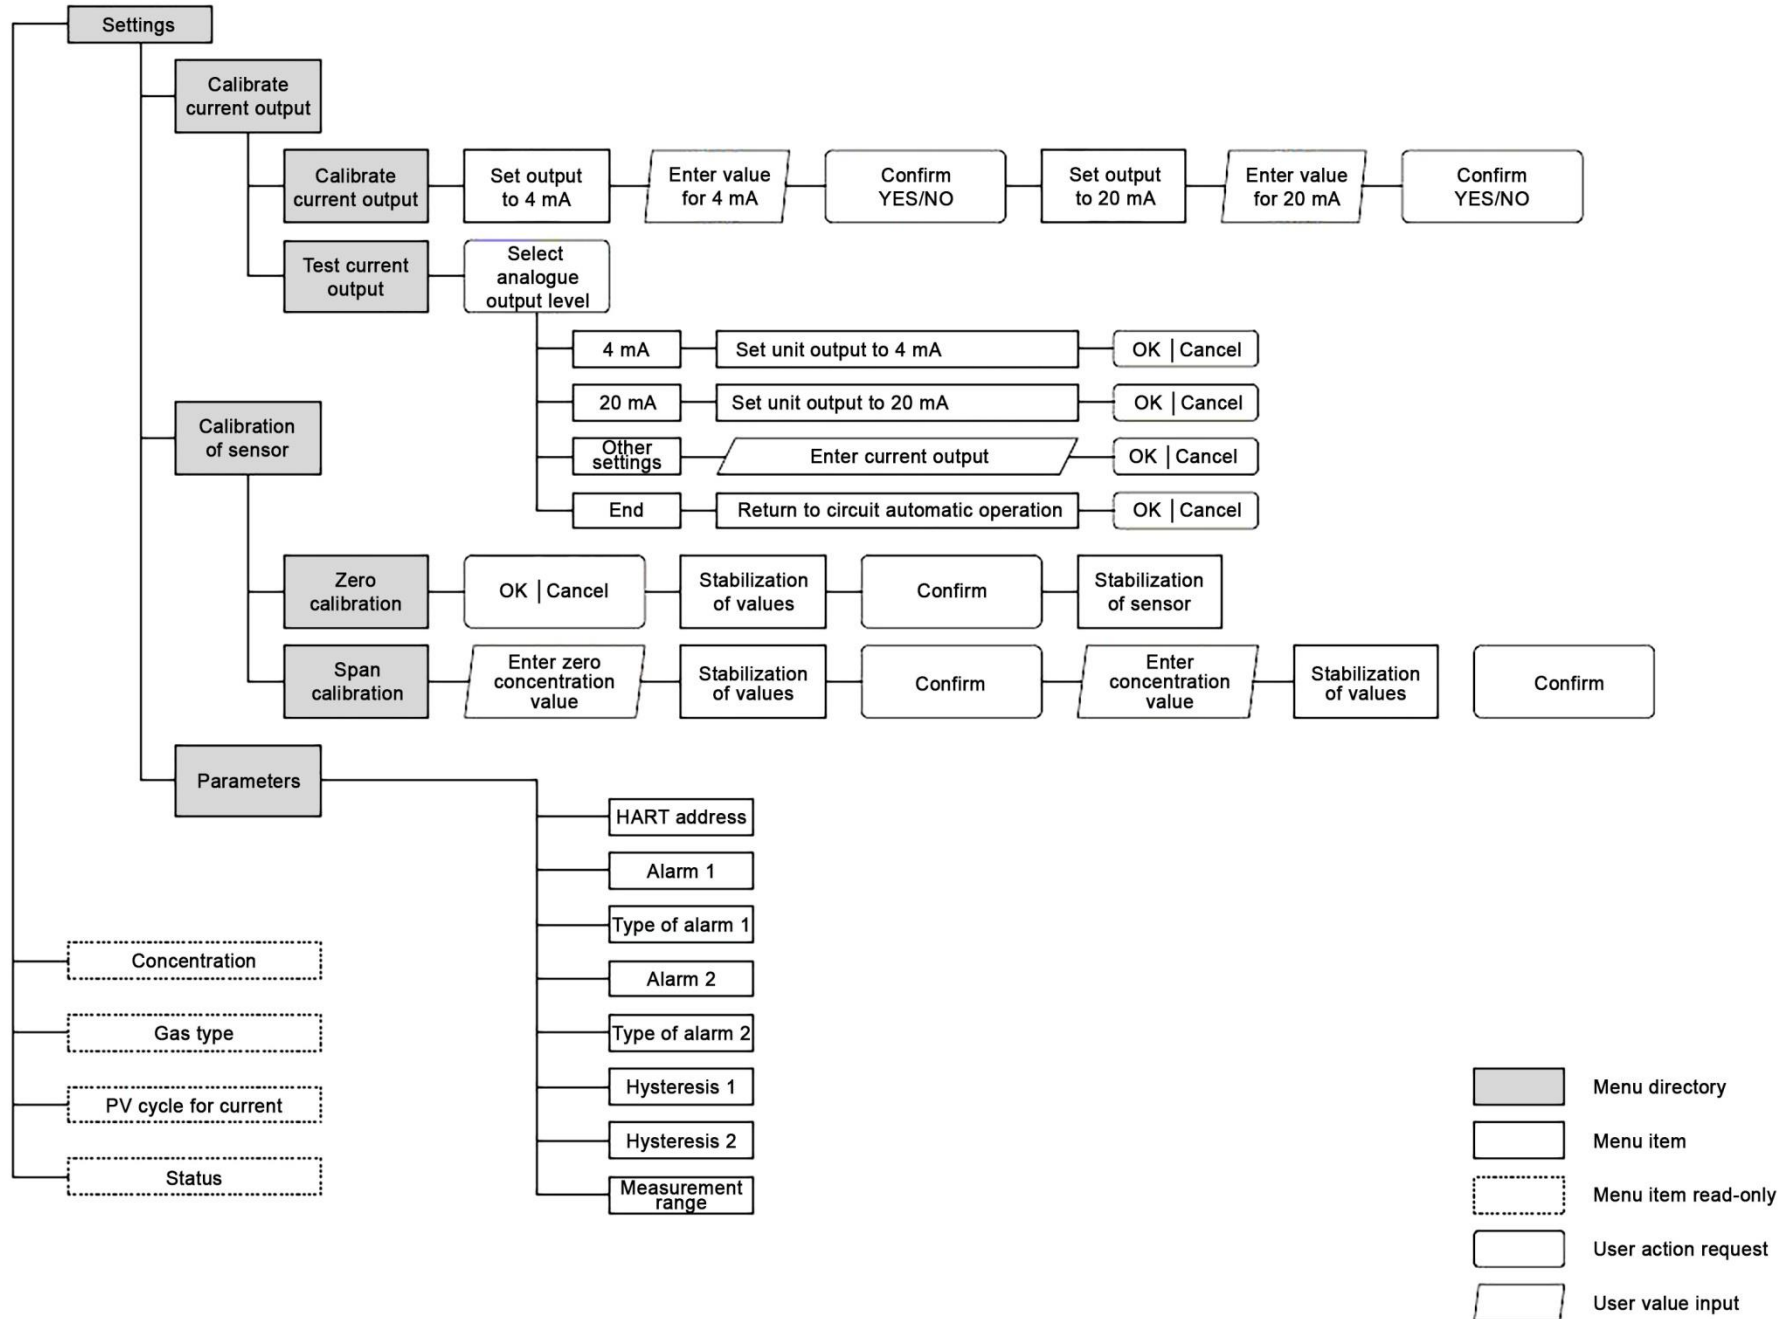 Settings
Calibrate
current output
Calibrate
current output
Set output
to 4 mA
Enter value
for 4 mA
Confirm
YES/NO
Set output
to 20 mA
Enter value
for 20 mA
Confirm
YES/NO
Test current
output
Select
analogue
output level
4 mA
Set unit output to 4 mA
OK | Cancel
20 mA
Set unit output to 20 mA
OK | Cancel
Other
settings
Enter current output
OK | Cancel
End
Return to circuit automatic operation
OK | Cancel
Calibration
of sensor
Zero
calibration
OK | Cancel
Stabilization
of values
Confirm
Stabilization
of sensor
Span
calibration
Enter zero
concentration
value
Stabilization
of values
Confirm
Enter
concentration
value
Stabilization
of values
Confirm
Parameters
HART address
Alarm 1
Type of alarm 1
Alarm 2
Type of alarm 2
Hysteresis 1
Hysteresis 2
Measurement
range
Concentration
Gas type
PV cycle for current
Status
Menu directory
Menu item
Menu item read-only
User action request
User value input